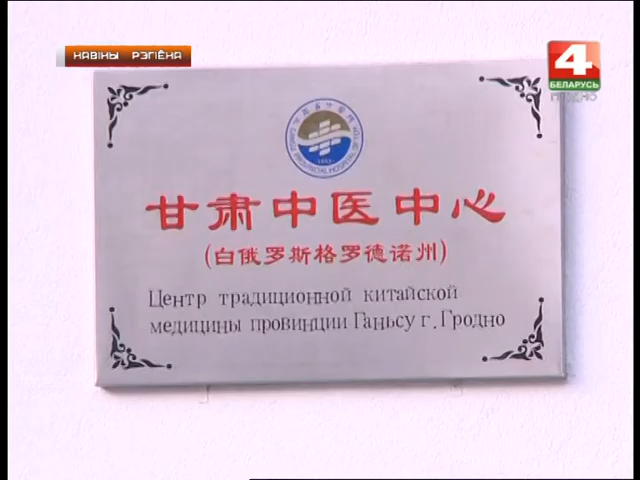 НАВІНЫ РЭГІЁНА
4
БЕЛАРУСЬ
ГРОДНО
甘肃中医中心
(白俄罗斯格罗德诺州)
Центр традиционной китайской
медицины провинции Ганьсу г. Гродно